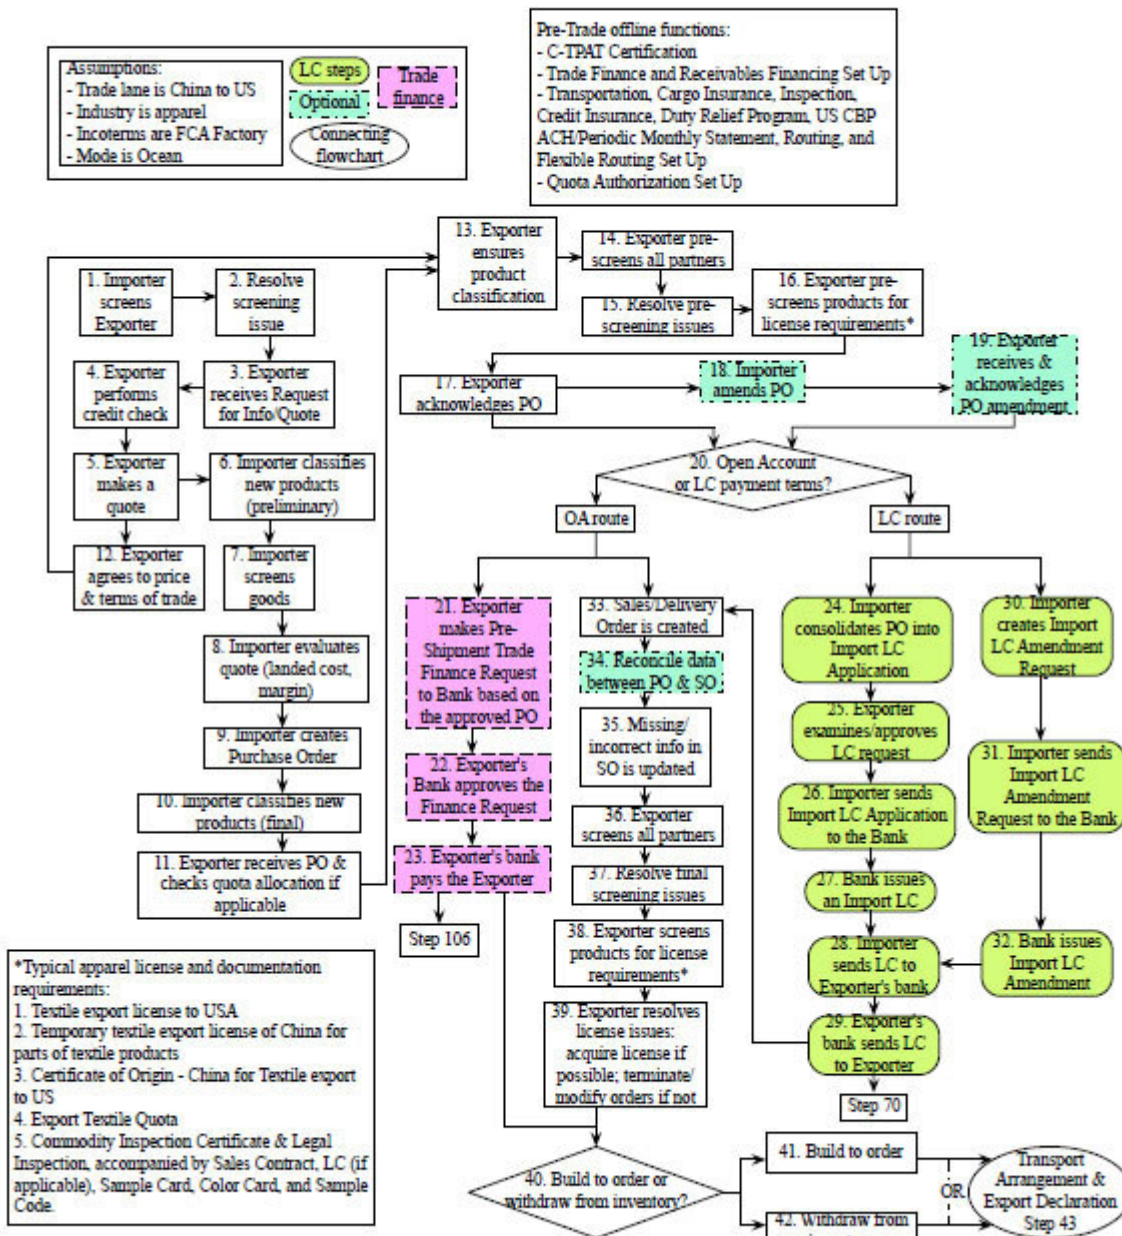 Assumptions:
- Trade lane is China to US
- Industry is apparel
- Incoterms are FCA Factory
- Mode is Ocean
LC steps
Optional
Trade
finance
Connecting
flowchart
Pre-Trade offline functions:
- C-TPAT Certification
- Trade Finance and Receivables Financing Set Up
- Transportation, Cargo Insurance, Inspection,
Credit Insurance, Duty Relief Program, US CBP
ACH/Periodic Monthly Statement, Routing, and
Flexible Routing Set Up
- Quota Authorization Set Up
1. Importer
screens
Exporter
2. Resolve
screening
issue
3. Exporter
receives Request
for Info/Quote
4. Exporter
performs
credit check
5. Exporter
makes a
quote
6. Importer classifies
new products
(preliminary)
12. Exporter
agrees to price
& terms of trade
7. Importer
screens
goods
8. Importer evaluates
quote (landed cost,
margin)
9. Importer creates
Purchase Order
10. Importer classifies new
products (final)
11. Exporter receives PO &
checks quota allocation if
applicable
13. Exporter
ensures
product
classification
14. Exporter pre-
screens all partners
15. Resolve pre-
screening issues
16. Exporter pre-
screens products for
license requirements*
17. Exporter
acknowledges PO
18. Importer
amends PO
19. Exporter
receives &
acknowledges
PO amendment
20. Open Account
or LC payment terms?
OA route
LC route
21. Exporter
makes Pre-
Shipment Trade
Finance Request
to Bank based on
the approved PO
22. Exporter's
Bank approves the
Finance Request
23. Exporter's bank
pays the Exporter
Step 106
33. Sales/Delivery
Order is created
34. Reconcile data
between PO & SO
35. Missing/
incorrect info in
SO is updated
36. Exporter
screens all partners
37. Resolve final
screening issues
38. Exporter screens
products for license
requirements*
39. Exporter resolves
license issues:
acquire license if
possible; terminate/
modify orders if not
24. Importer
consolidates PO into
Import LC
Application
25. Exporter
examines/approves
LC request
26. Importer sends
Import LC Application
to the Bank
27. Bank issues
an Import LC
28. Importer
sends LC to
Exporter's bank
29. Exporter's
bank sends LC
to Exporter
Step 70
30. Importer
creates Import
LC Amendment
Request
31. Importer sends
Import LC
Amendment
Request to the Bank
32. Bank issues
Import LC
Amendment
*Typical apparel license and documentation
requirements:
1. Textile export license to USA
2. Temporary textile export license of China for
parts of textile products
3. Certificate of Origin - China for Textile export
to US
4. Export Textile Quota
5. Commodity Inspection Certificate & Legal
Inspection, accompanied by Sales Contract, LC (if
applicable), Sample Card, Color Card, and Sample
Code.
40. Build to order or
withdraw from inventory?
41. Build to order
42. Withdraw from
OR
Transport
Arrangement &
Export Declaration
Step 43